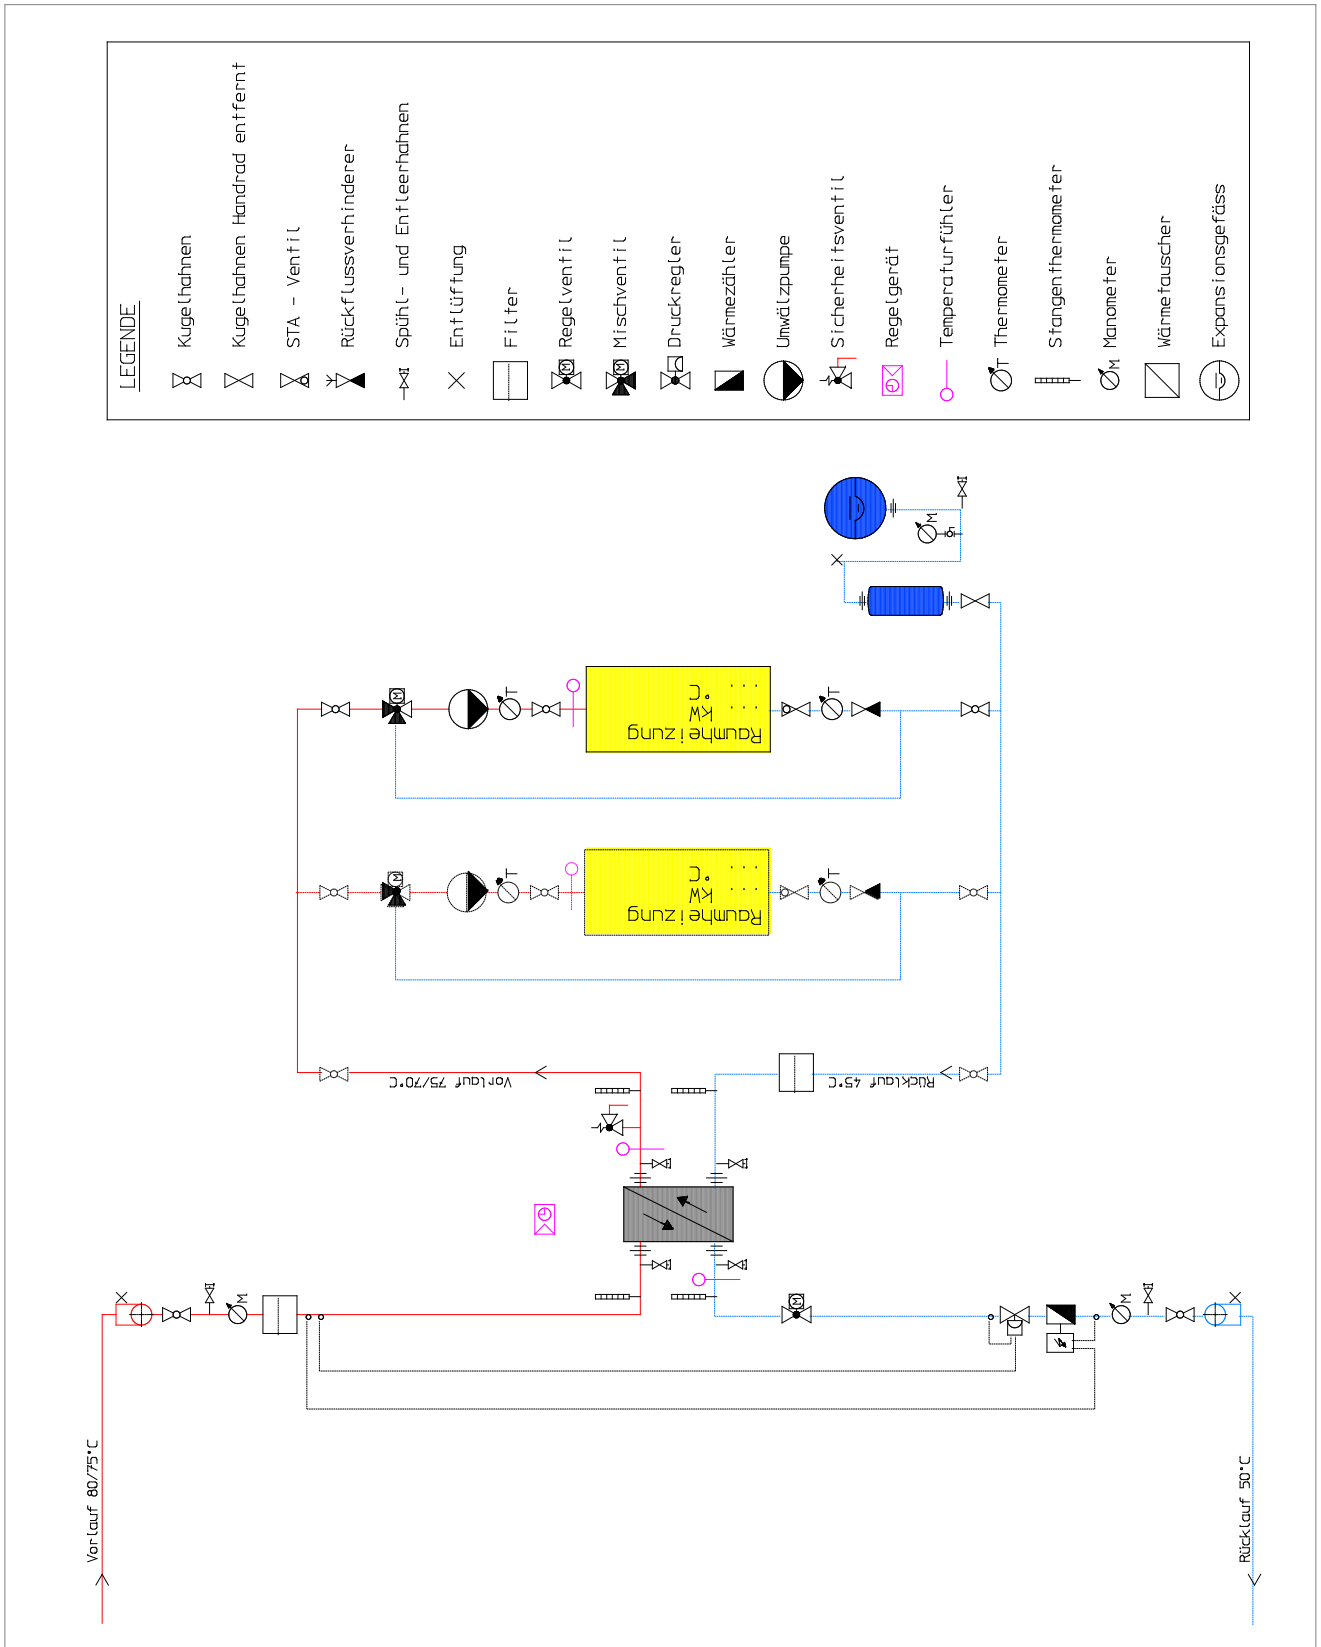 LEGENDE
Kugelhahnen
Kugelhahnen Handrad entfernt
STA - Ventil
Rückflussverhinderer
Spühl- und Entleerhahnen
Entlüftung
Filter
M Regelventil
M Mischventil
Druckregler
Wärmezähler
Umwälzpumpe
Sicherheitsventil
Regelgerät
Temperaturfühler
T Thermometer
Stangenthermometer
M Manometer
Wärmetauscher
Expansionsgefäss
M
M
T
Raumheizung
... kW
... °C
T
M
T
Raumheizung
... kW
... °C
T
Vorlauf 75/70°C
Rücklauf 45°C
M
M
M
Vorlauf 80/75°C
Rücklauf 50°C